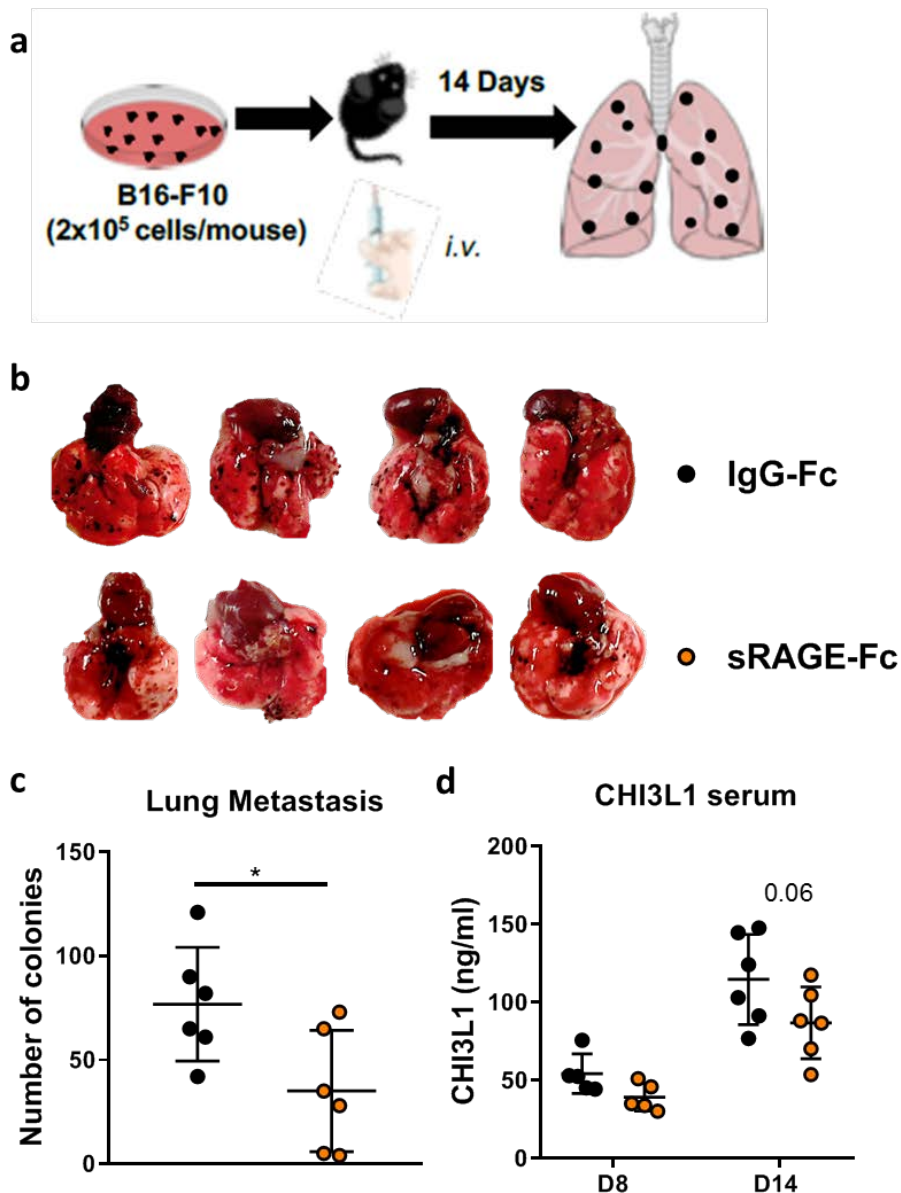 a
14 Days
B16-F10
(2x10⁵ cells/mouse)
i.v.
b
IgG-Fc
sRAGE-Fc
c
Lung Metastasis
Number of colonies
150
100
50
0
*
d
CHI3L1 serum
CHI3L1 (ng/ml)
200
150
100
50
0
0.06
D8
D14